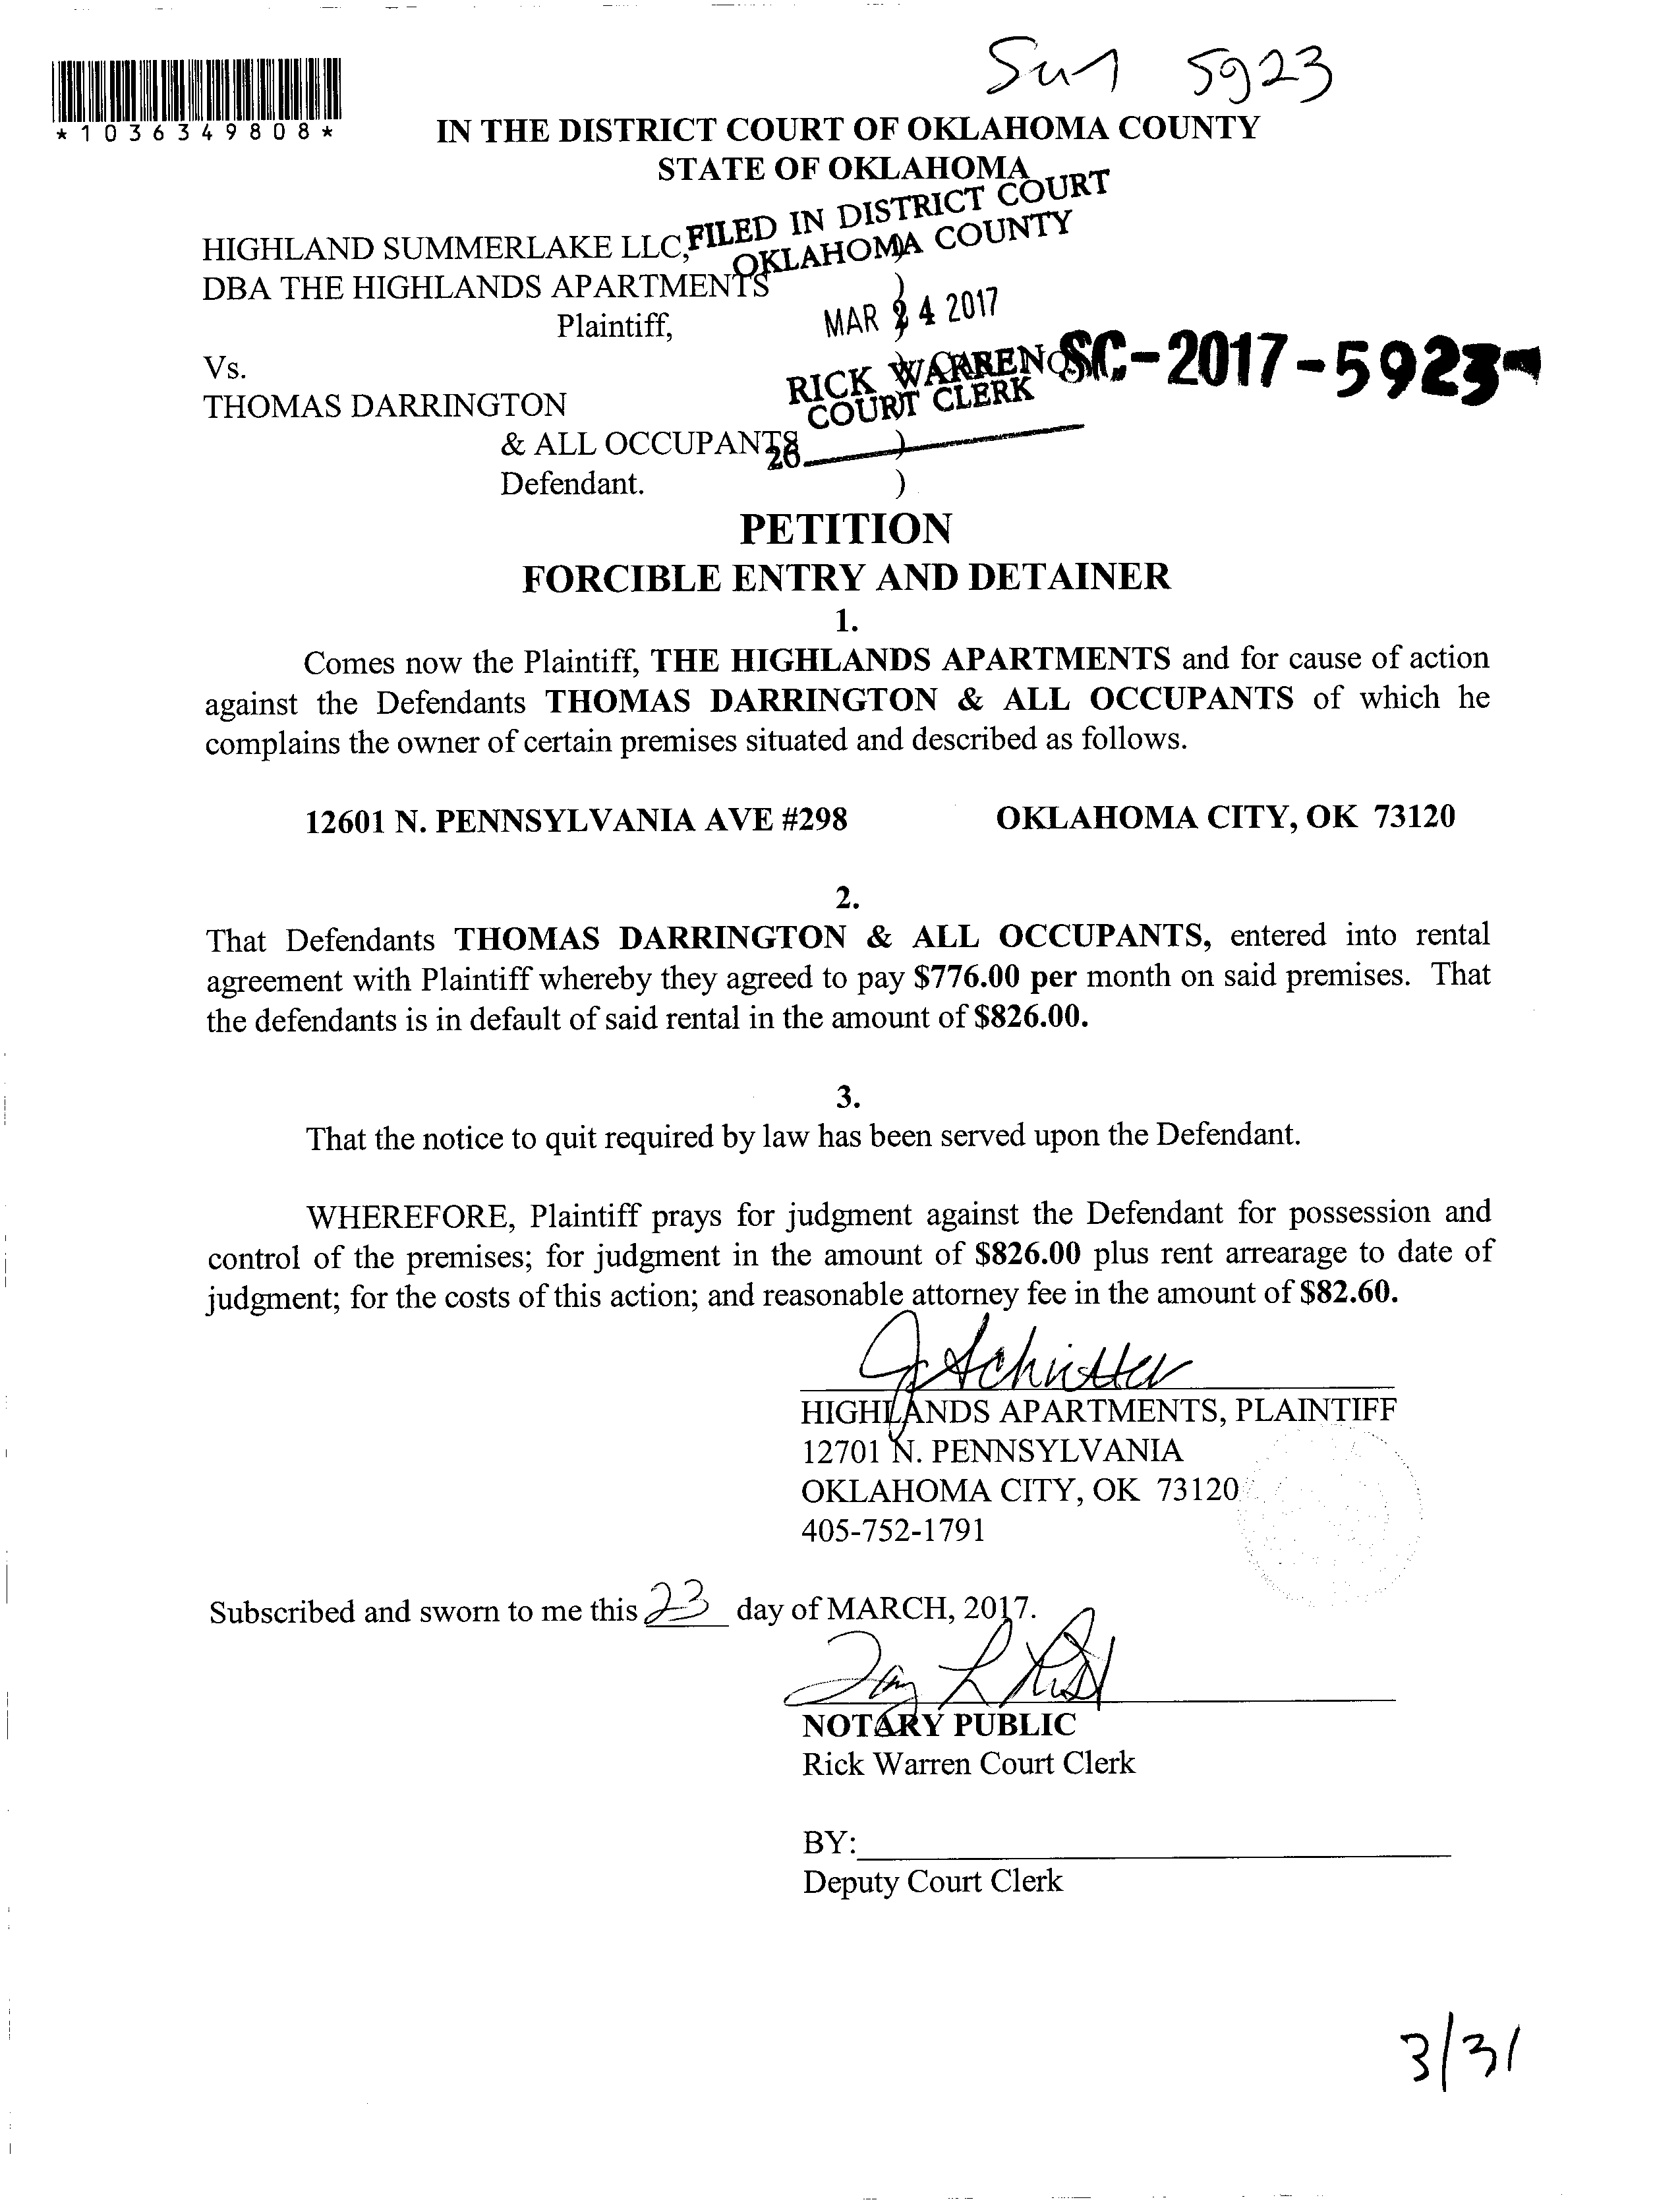 Sum 5923
*1036349808*
IN THE DISTRICT COURT OF OKLAHOMA COUNTY
STATE OF OKLAHOMA
FILED IN DISTRICT COURT
OKLAHOMA COUNTY
HIGHLAND SUMMERLAKE LLC,
DBA THE HIGHLANDS APARTMENTS )
Plaintiff, )
MAR 24 2017
Vs.
RICK WARREN
COURT CLERK
SC-2017-5923-
THOMAS DARRINGTON )
& ALL OCCUPANTS )
26
Defendant. )
PETITION
FORCIBLE ENTRY AND DETAINER
1.
Comes now the Plaintiff, THE HIGHLANDS APARTMENTS and for cause of action
against the Defendants THOMAS DARRINGTON & ALL OCCUPANTS of which he
complains the owner of certain premises situated and described as follows.
12601 N. PENNSYLVANIA AVE #298 OKLAHOMA CITY, OK 73120
2.
That Defendants THOMAS DARRINGTON & ALL OCCUPANTS, entered into rental
agreement with Plaintiff whereby they agreed to pay $776.00 per month on said premises. That
the defendants is in default of said rental in the amount of $826.00.
3.
That the notice to quit required by law has been served upon the Defendant.
WHEREFORE, Plaintiff prays for judgment against the Defendant for possession and
control of the premises; for judgment in the amount of $826.00 plus rent arrearage to date of
judgment; for the costs of this action; and reasonable attorney fee in the amount of $82.60.
HIGHLANDS APARTMENTS, PLAINTIFF
12701 N. PENNSYLVANIA
OKLAHOMA CITY, OK 73120
405-752-1791
Subscribed and sworn to me this 23 day of MARCH, 2017.
NOTARY PUBLIC
Rick Warren Court Clerk
BY:
Deputy Court Clerk
3/31